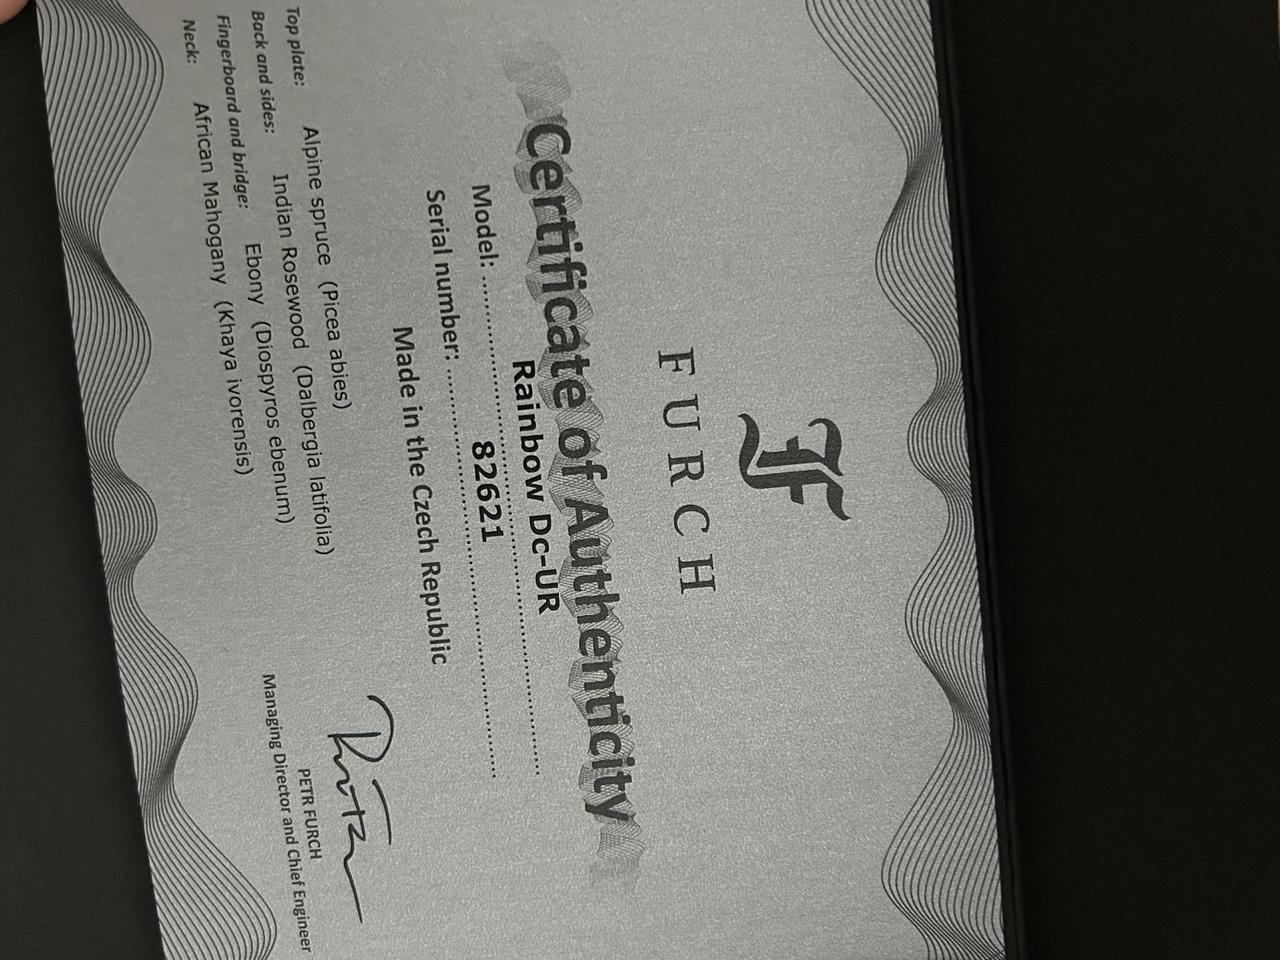 F
FURCH
Certificate of Authenticity
Model: Rainbow Dc-UR
Serial number: 82621
Made in the Czech Republic
Top plate: Alpine spruce (Picea abies)
Back and sides: Indian Rosewood (Dalbergia latifolia)
Fingerboard and bridge: Ebony (Diospyros ebenum)
Neck: African Mahogany (Khaya ivorensis)
PETR FURCH
Managing Director and Chief Engineer